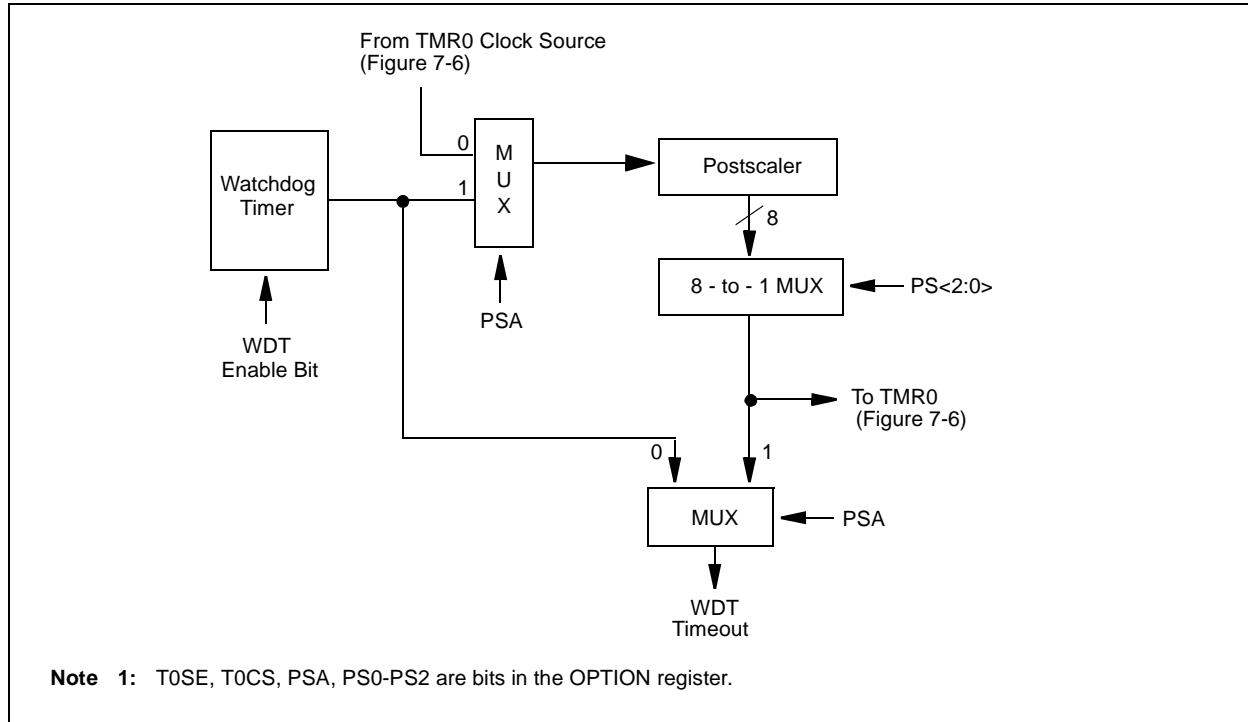 From TMR0 Clock Source
(Figure 7-6)
0
M
U
X
1
Watchdog
Timer
Postscaler
8
8 - to - 1 MUX
PS<2:0>
PSA
WDT
Enable Bit
To TMR0
(Figure 7-6)
0
1
MUX
PSA
WDT
Timeout
Note 1: T0SE, T0CS, PSA, PS0-PS2 are bits in the OPTION register.